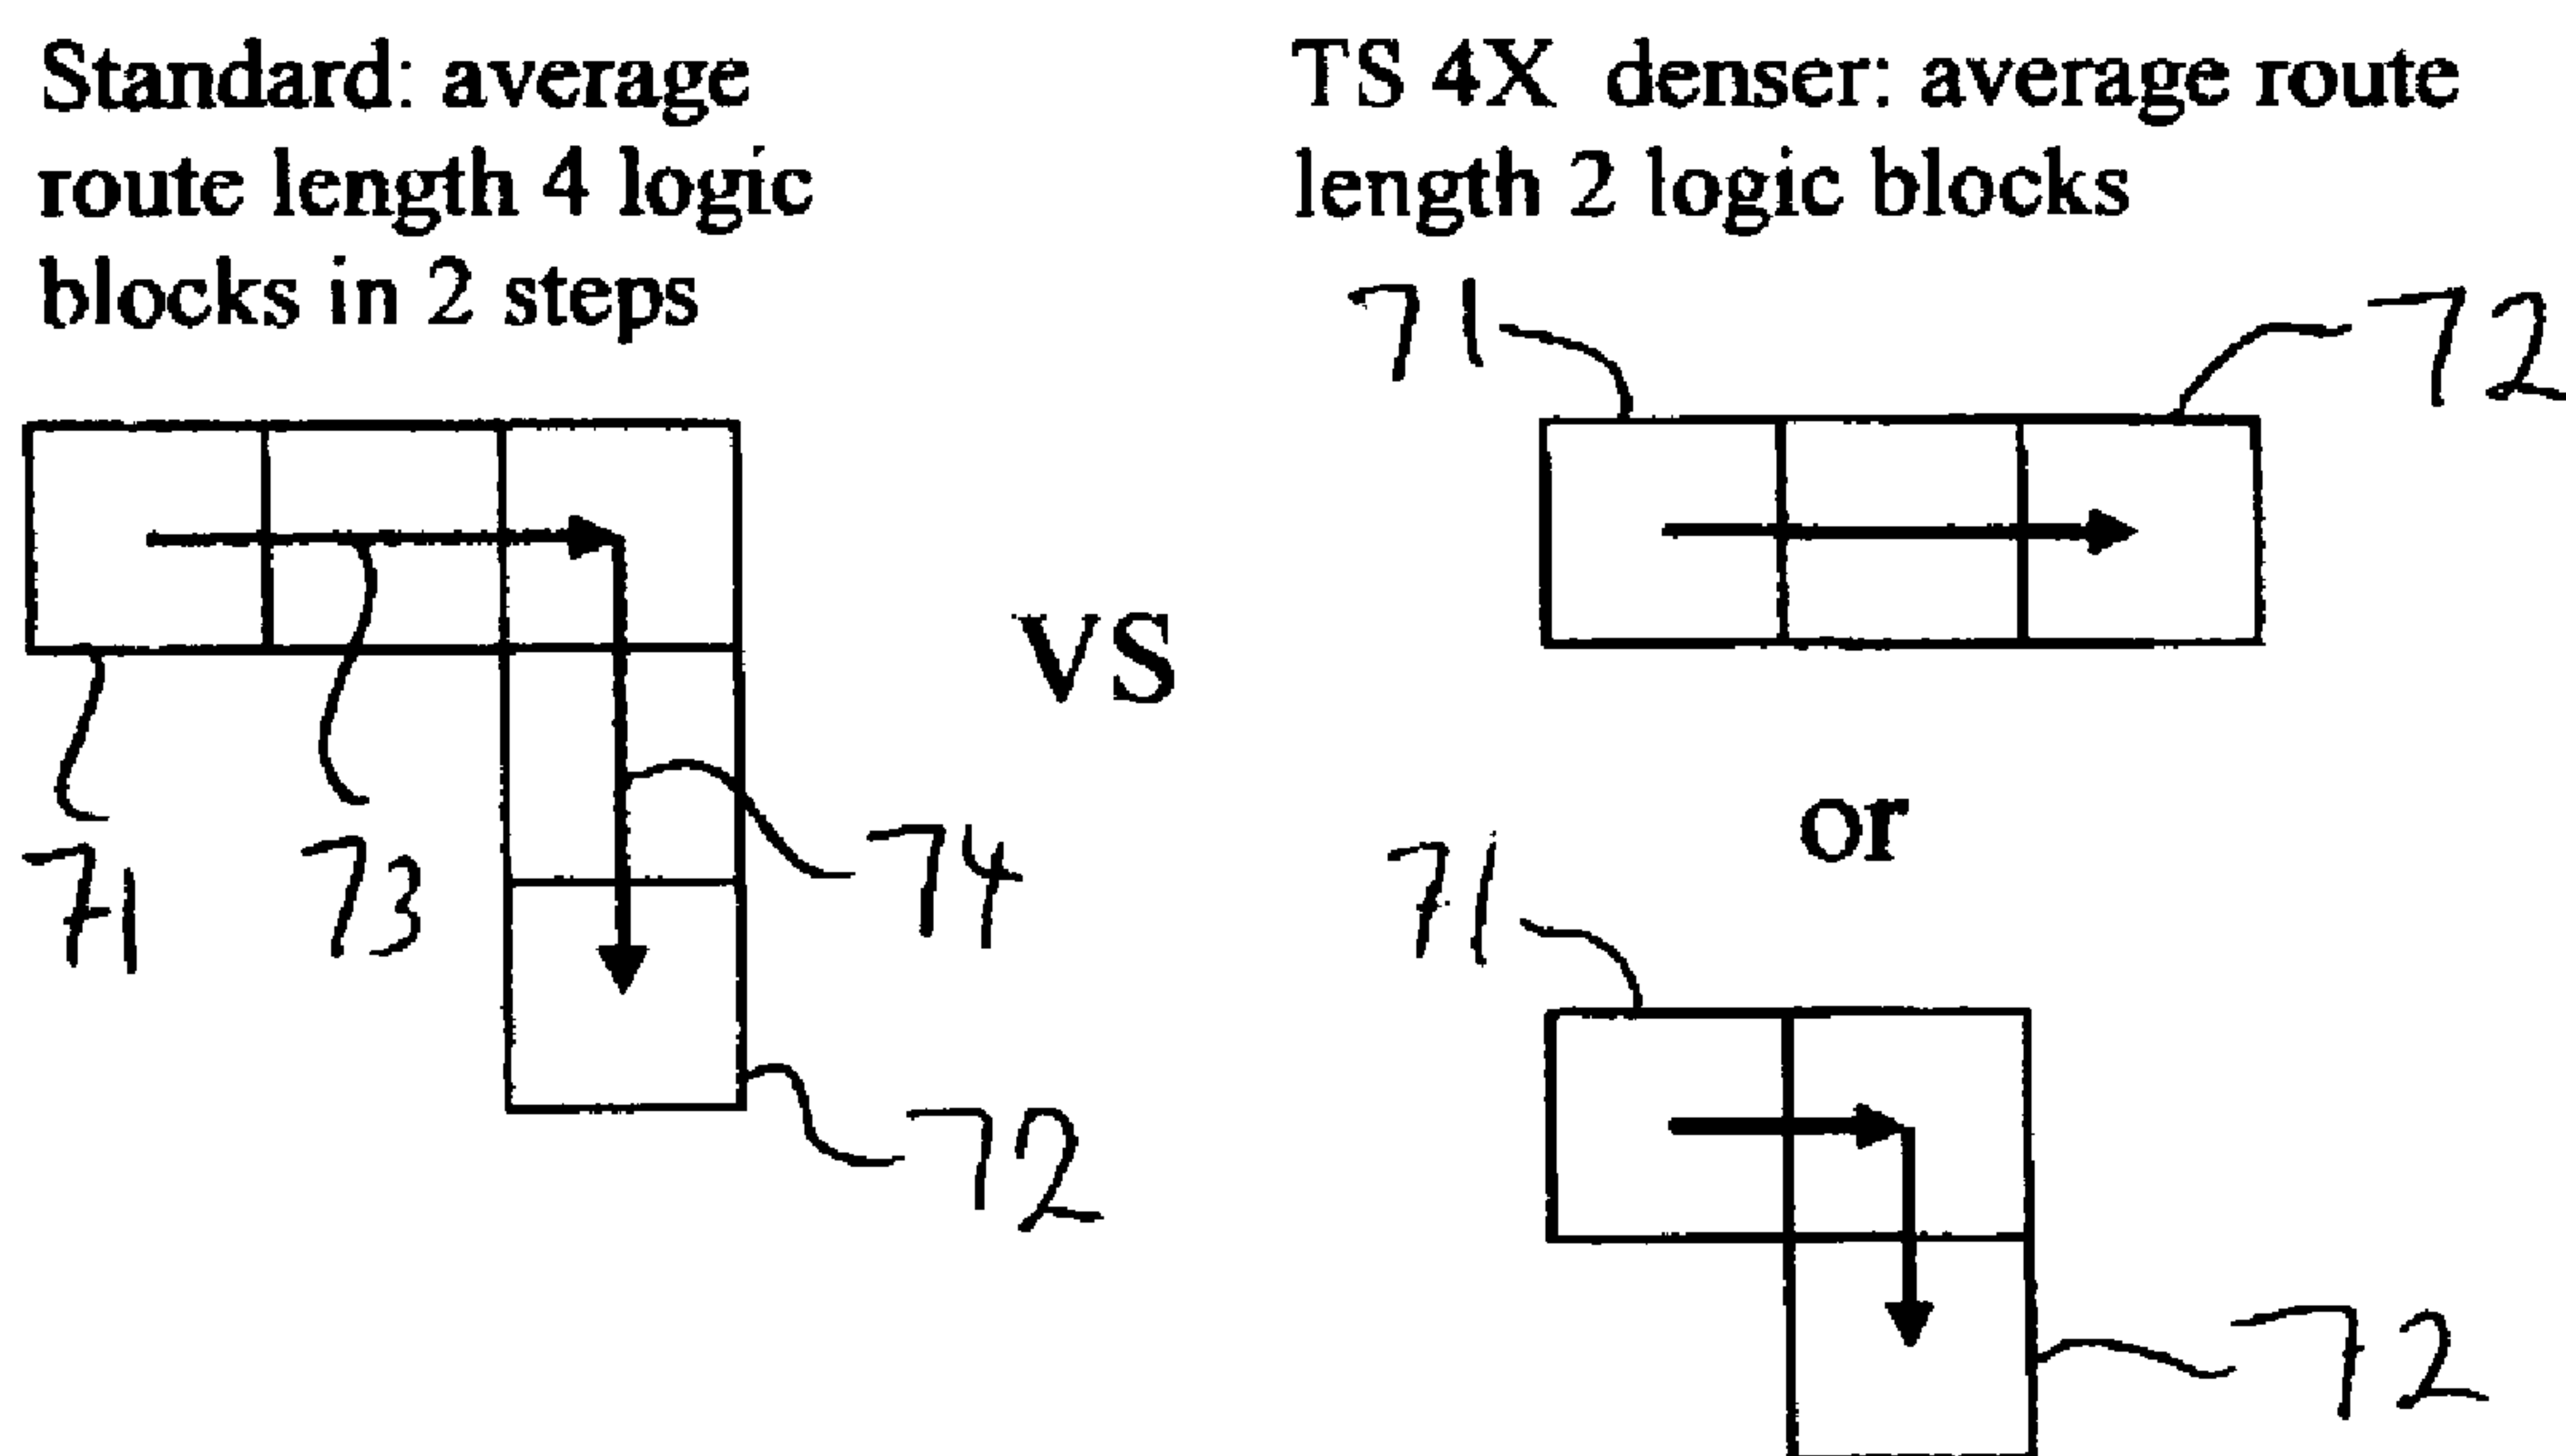 Standard: average
route length 4 logic
blocks in 2 steps
TS 4X denser: average route
length 2 logic blocks
71
72
VS
71
73
74
72
or
71
72